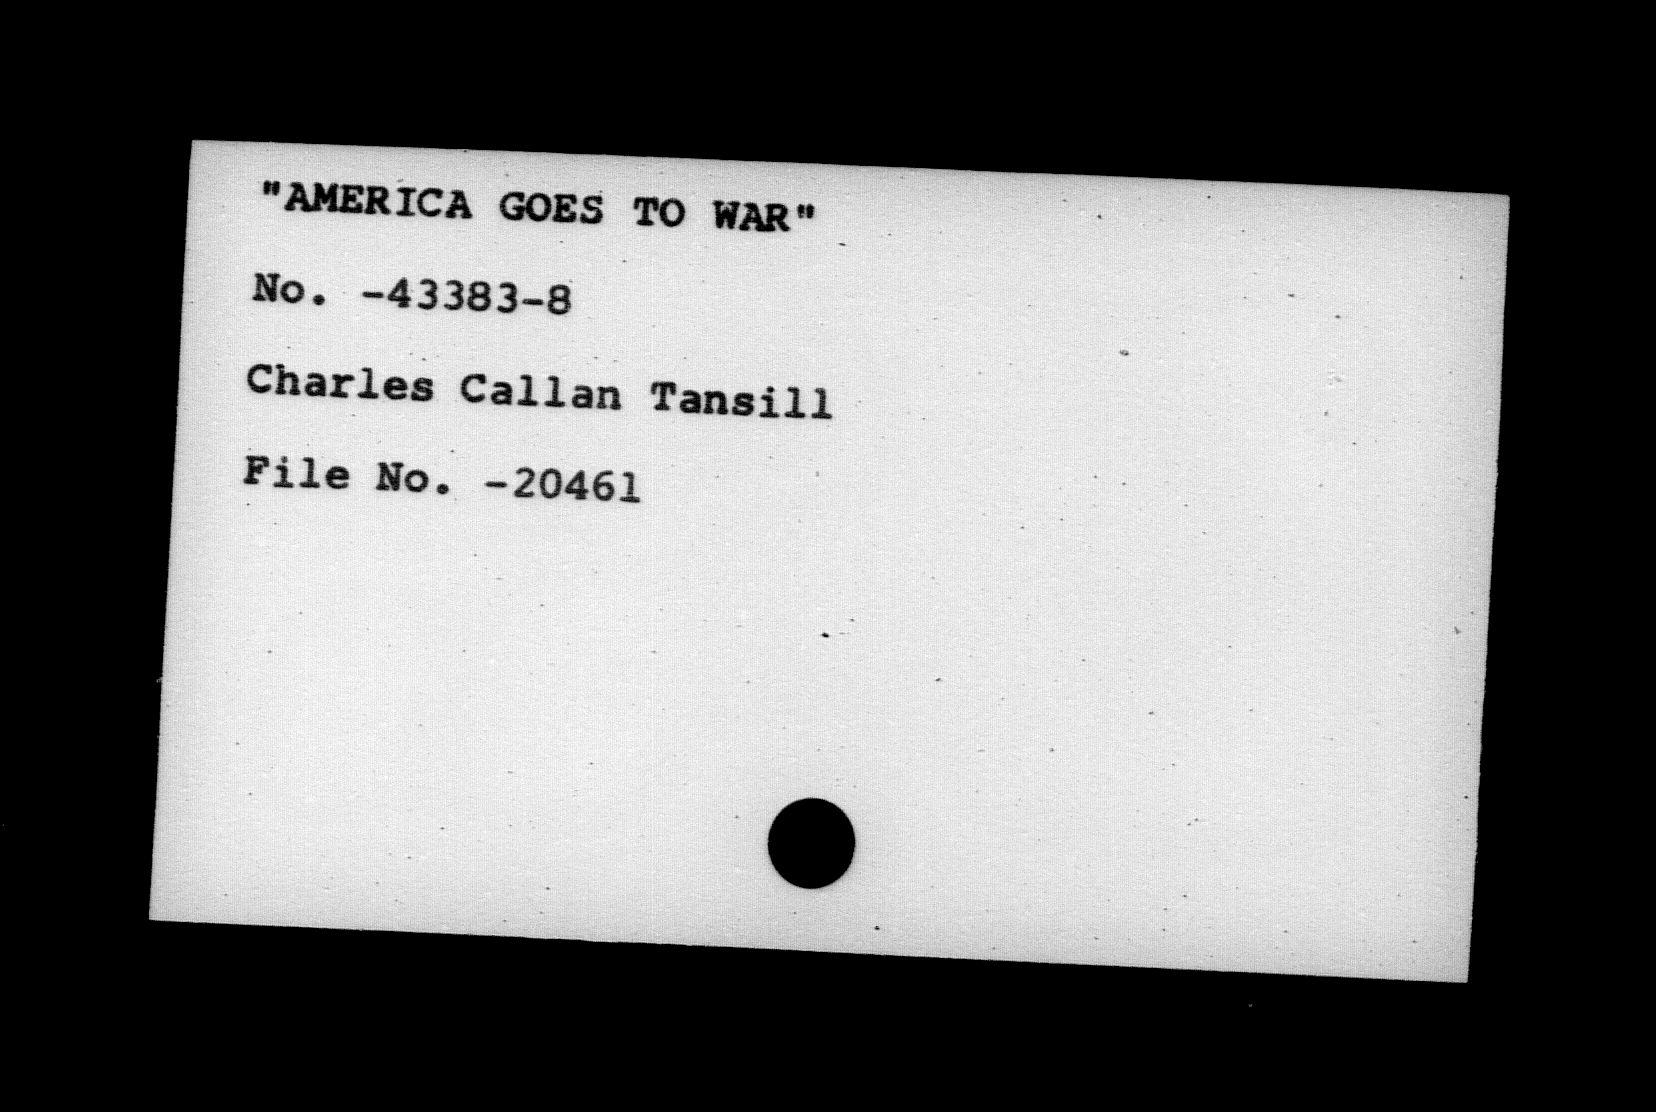 "AMERICA GOES TO WAR"
No. -43383-8
Charles Callan Tansill
File No. -20461